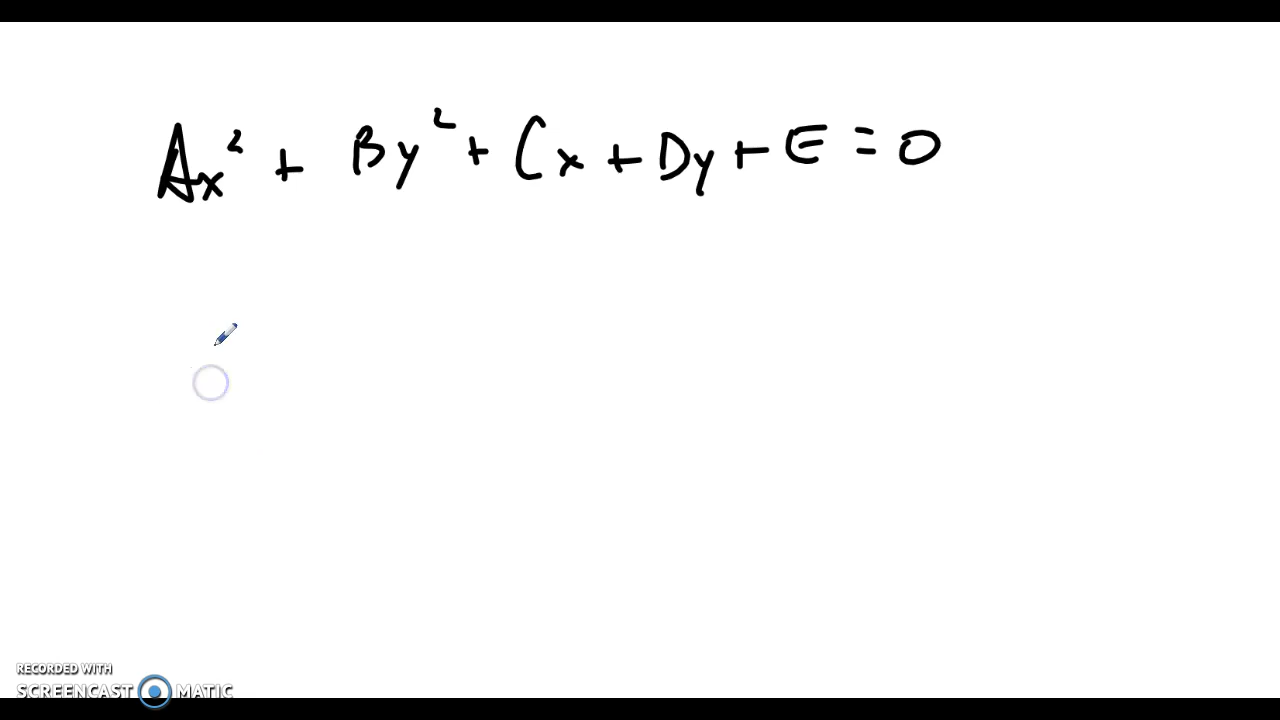 Ax² + By² + Cx + Dy + E = 0
RECORDED WITH
SCREENCAST MATIC